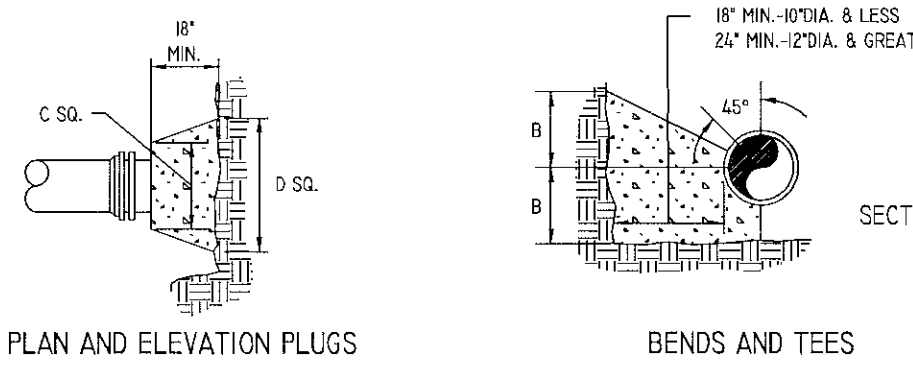 18"
MIN.
C SQ.
D SQ.
PLAN AND ELEVATION PLUGS
18" MIN.-10"DIA. & LESS
24" MIN.-12"DIA. & GREAT
45°
B
B
SECT
BENDS AND TEES